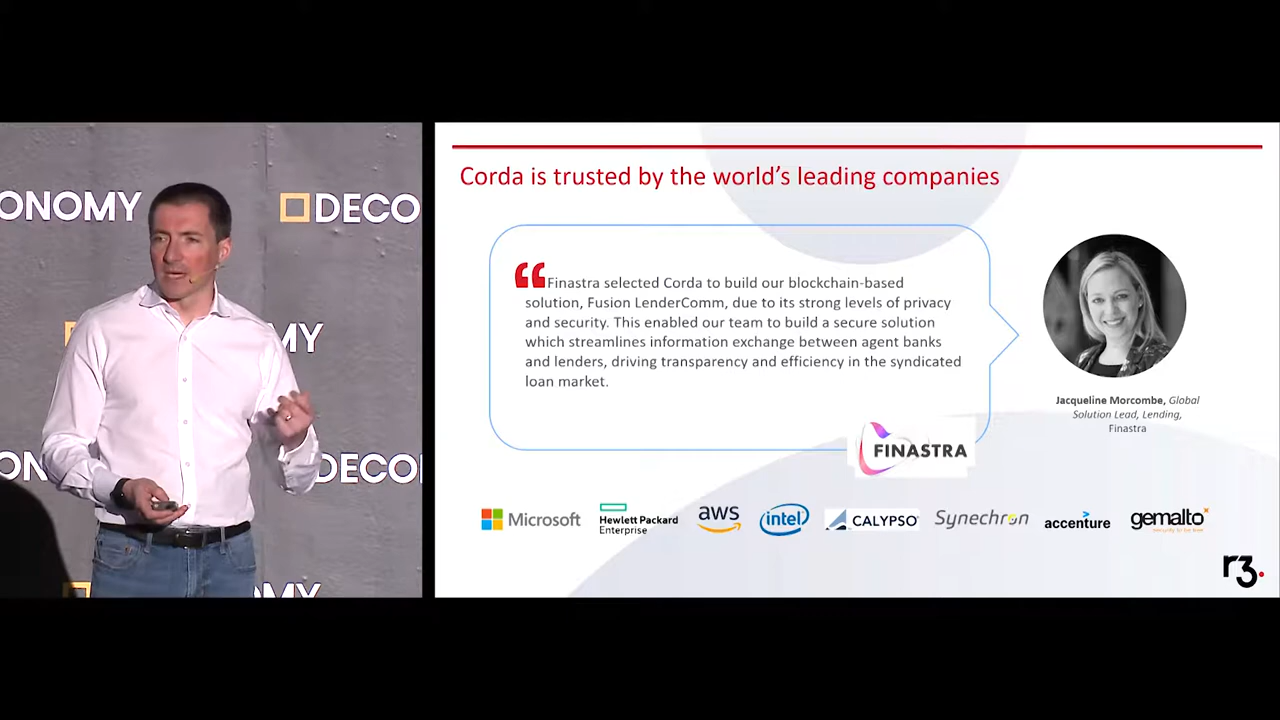 ONOMY
DECO
MY
ON
DECO
MY
Corda is trusted by the world's leading companies
“Finastra selected Corda to build our blockchain-based
solution, Fusion LenderComm, due to its strong levels of privacy
and security. This enabled our team to build a secure solution
which streamlines information exchange between agent banks
and lenders, driving transparency and efficiency in the syndicated
loan market.
FINASTRA
Jacqueline Morcombe, Global
Solution Lead, Lending,
Finastra
Microsoft
Hewlett Packard
Enterprise
aws
intel
CALYPSO
Synechron
accenture
gemalto
r3.